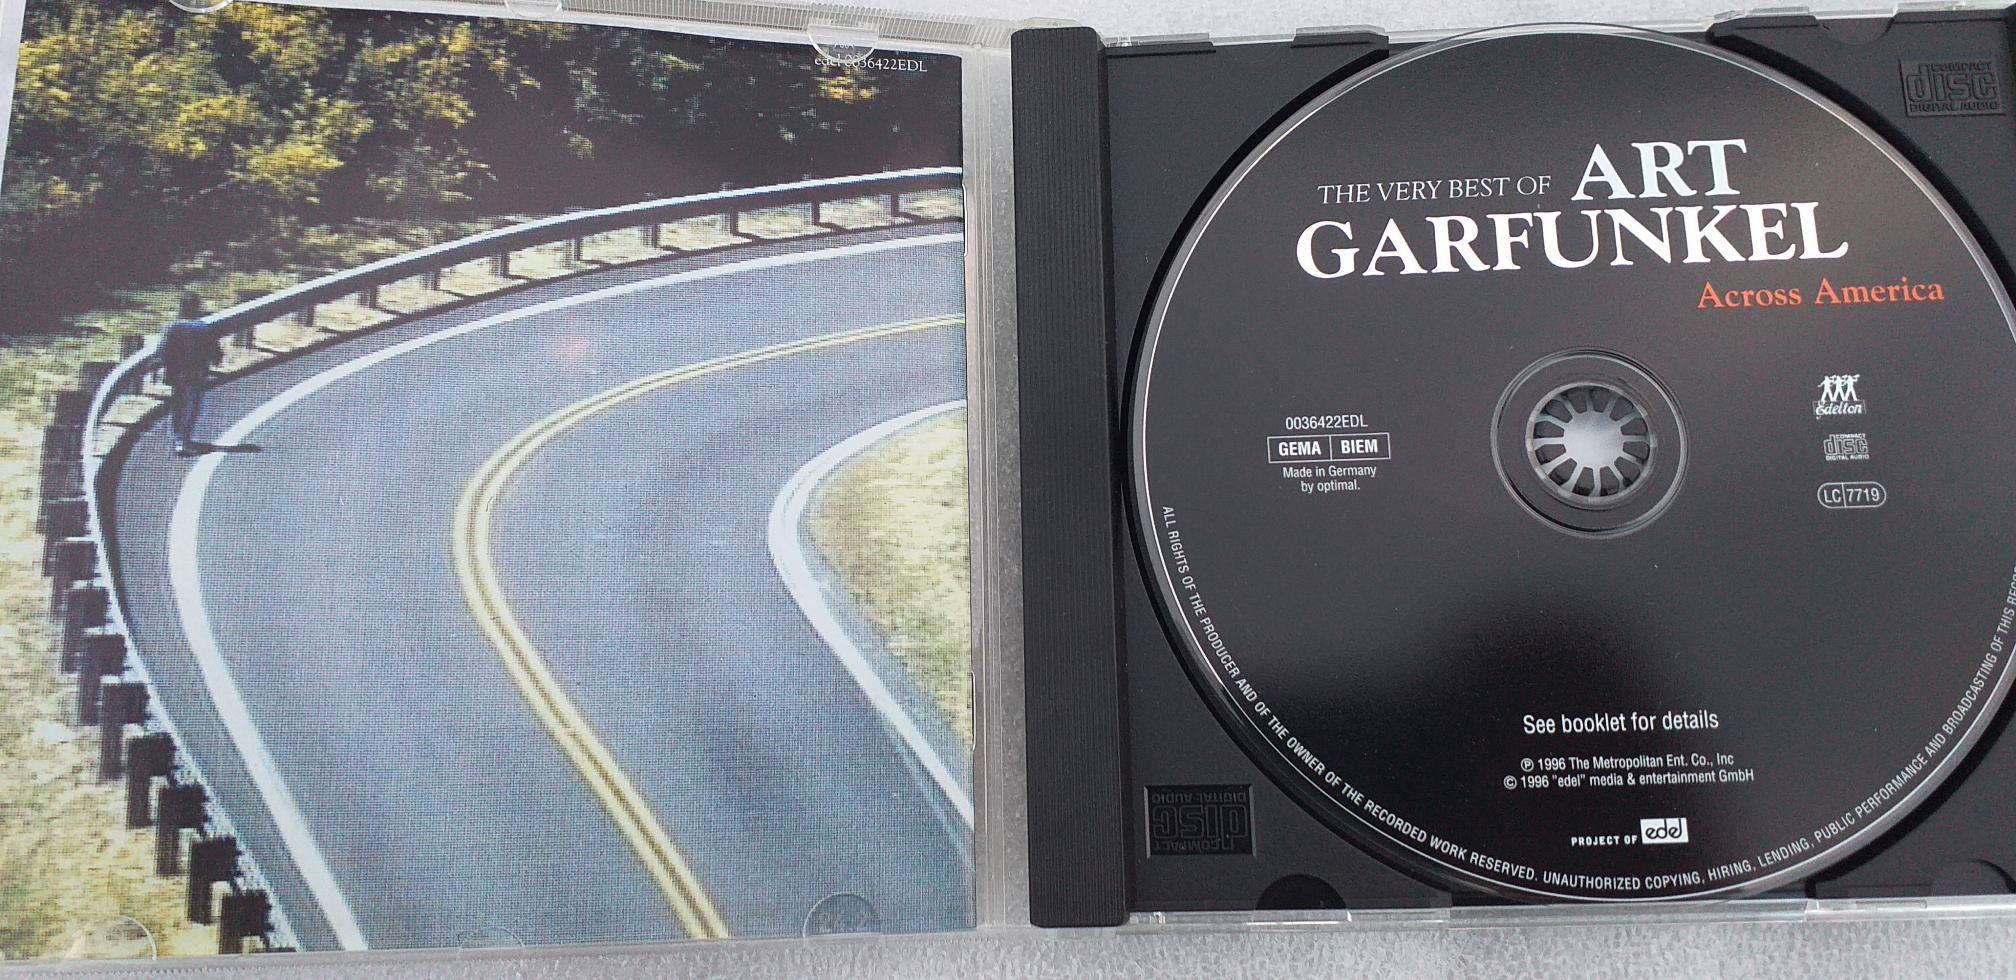 edel 0036422EDL
COMPACT
disc
DIGITAL AUDIO
THE VERY BEST OF ART
GARFUNKEL
Across America
0036422EDL
GEMA BIEM
Made in Germany
by optimal.
Edelton
COMPACT
disc
DIGITAL AUDIO
LC 7719
See booklet for details
℗ 1996 The Metropolitan Ent. Co., Inc
© 1996 "edel" media & entertainment GmbH
PROJECT OF edel
ALL RIGHTS OF THE PRODUCER AND OF THE OWNER OF THE RECORDED WORK RESERVED. UNAUTHORIZED COPYING, HIRING, LENDING, PUBLIC PERFORMANCE AND BROADCASTING OF THIS
COMPACT
disc
DIGITAL AUDIO